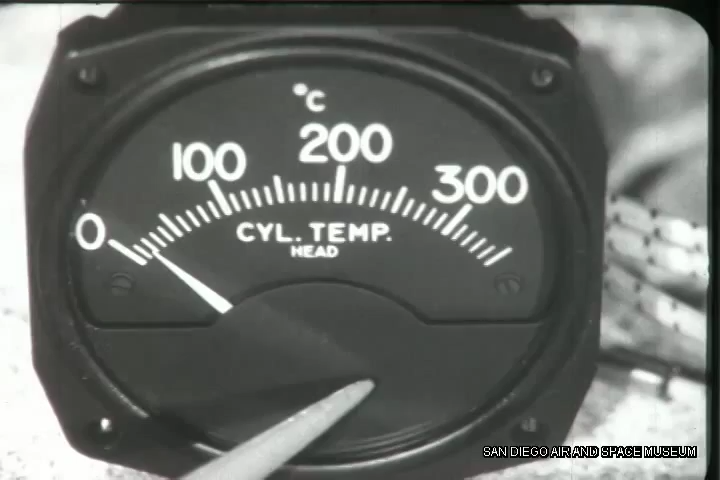 °C
0 100 200 300
CYL. TEMP.
HEAD
SAN DIEGO AIR AND SPACE MUSEUM